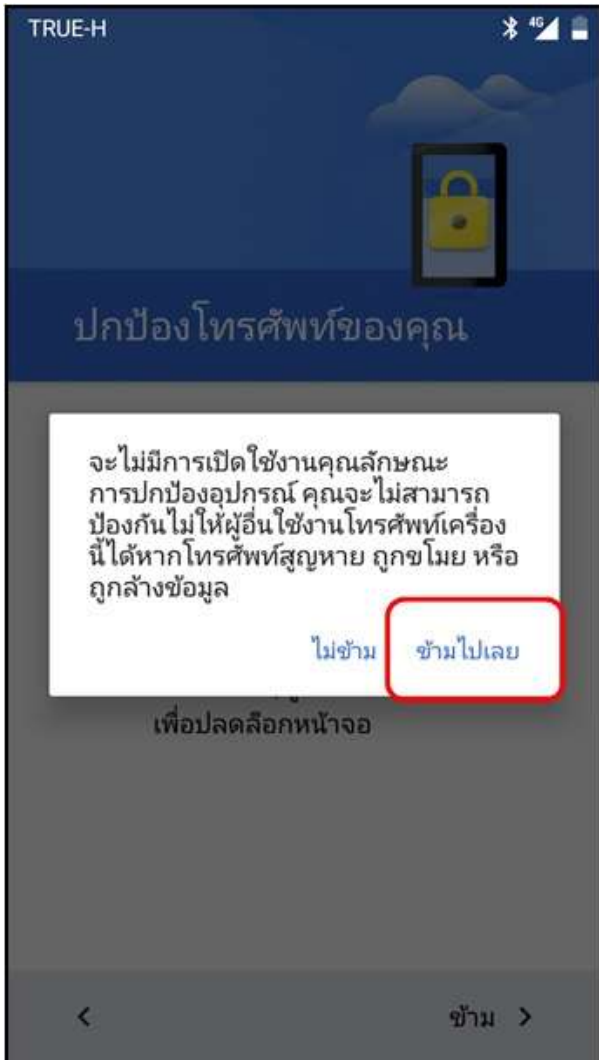 TRUE-H
4G
ปกป้องโทรศัพท์ของคุณ
จะไม่มีการเปิดใช้งานคุณลักษณะ
การปกป้องอุปกรณ์ คุณจะไม่สามารถ
ป้องกันไม่ให้ผู้อื่นใช้งานโทรศัพท์เครื่อง
นี้ได้หากโทรศัพท์สูญหาย ถูกขโมย หรือ
ถูกล้างข้อมูล
ไม่ข้าม ข้ามไปเลย
เพื่อปลดล็อกหน้าจอ
ข้าม